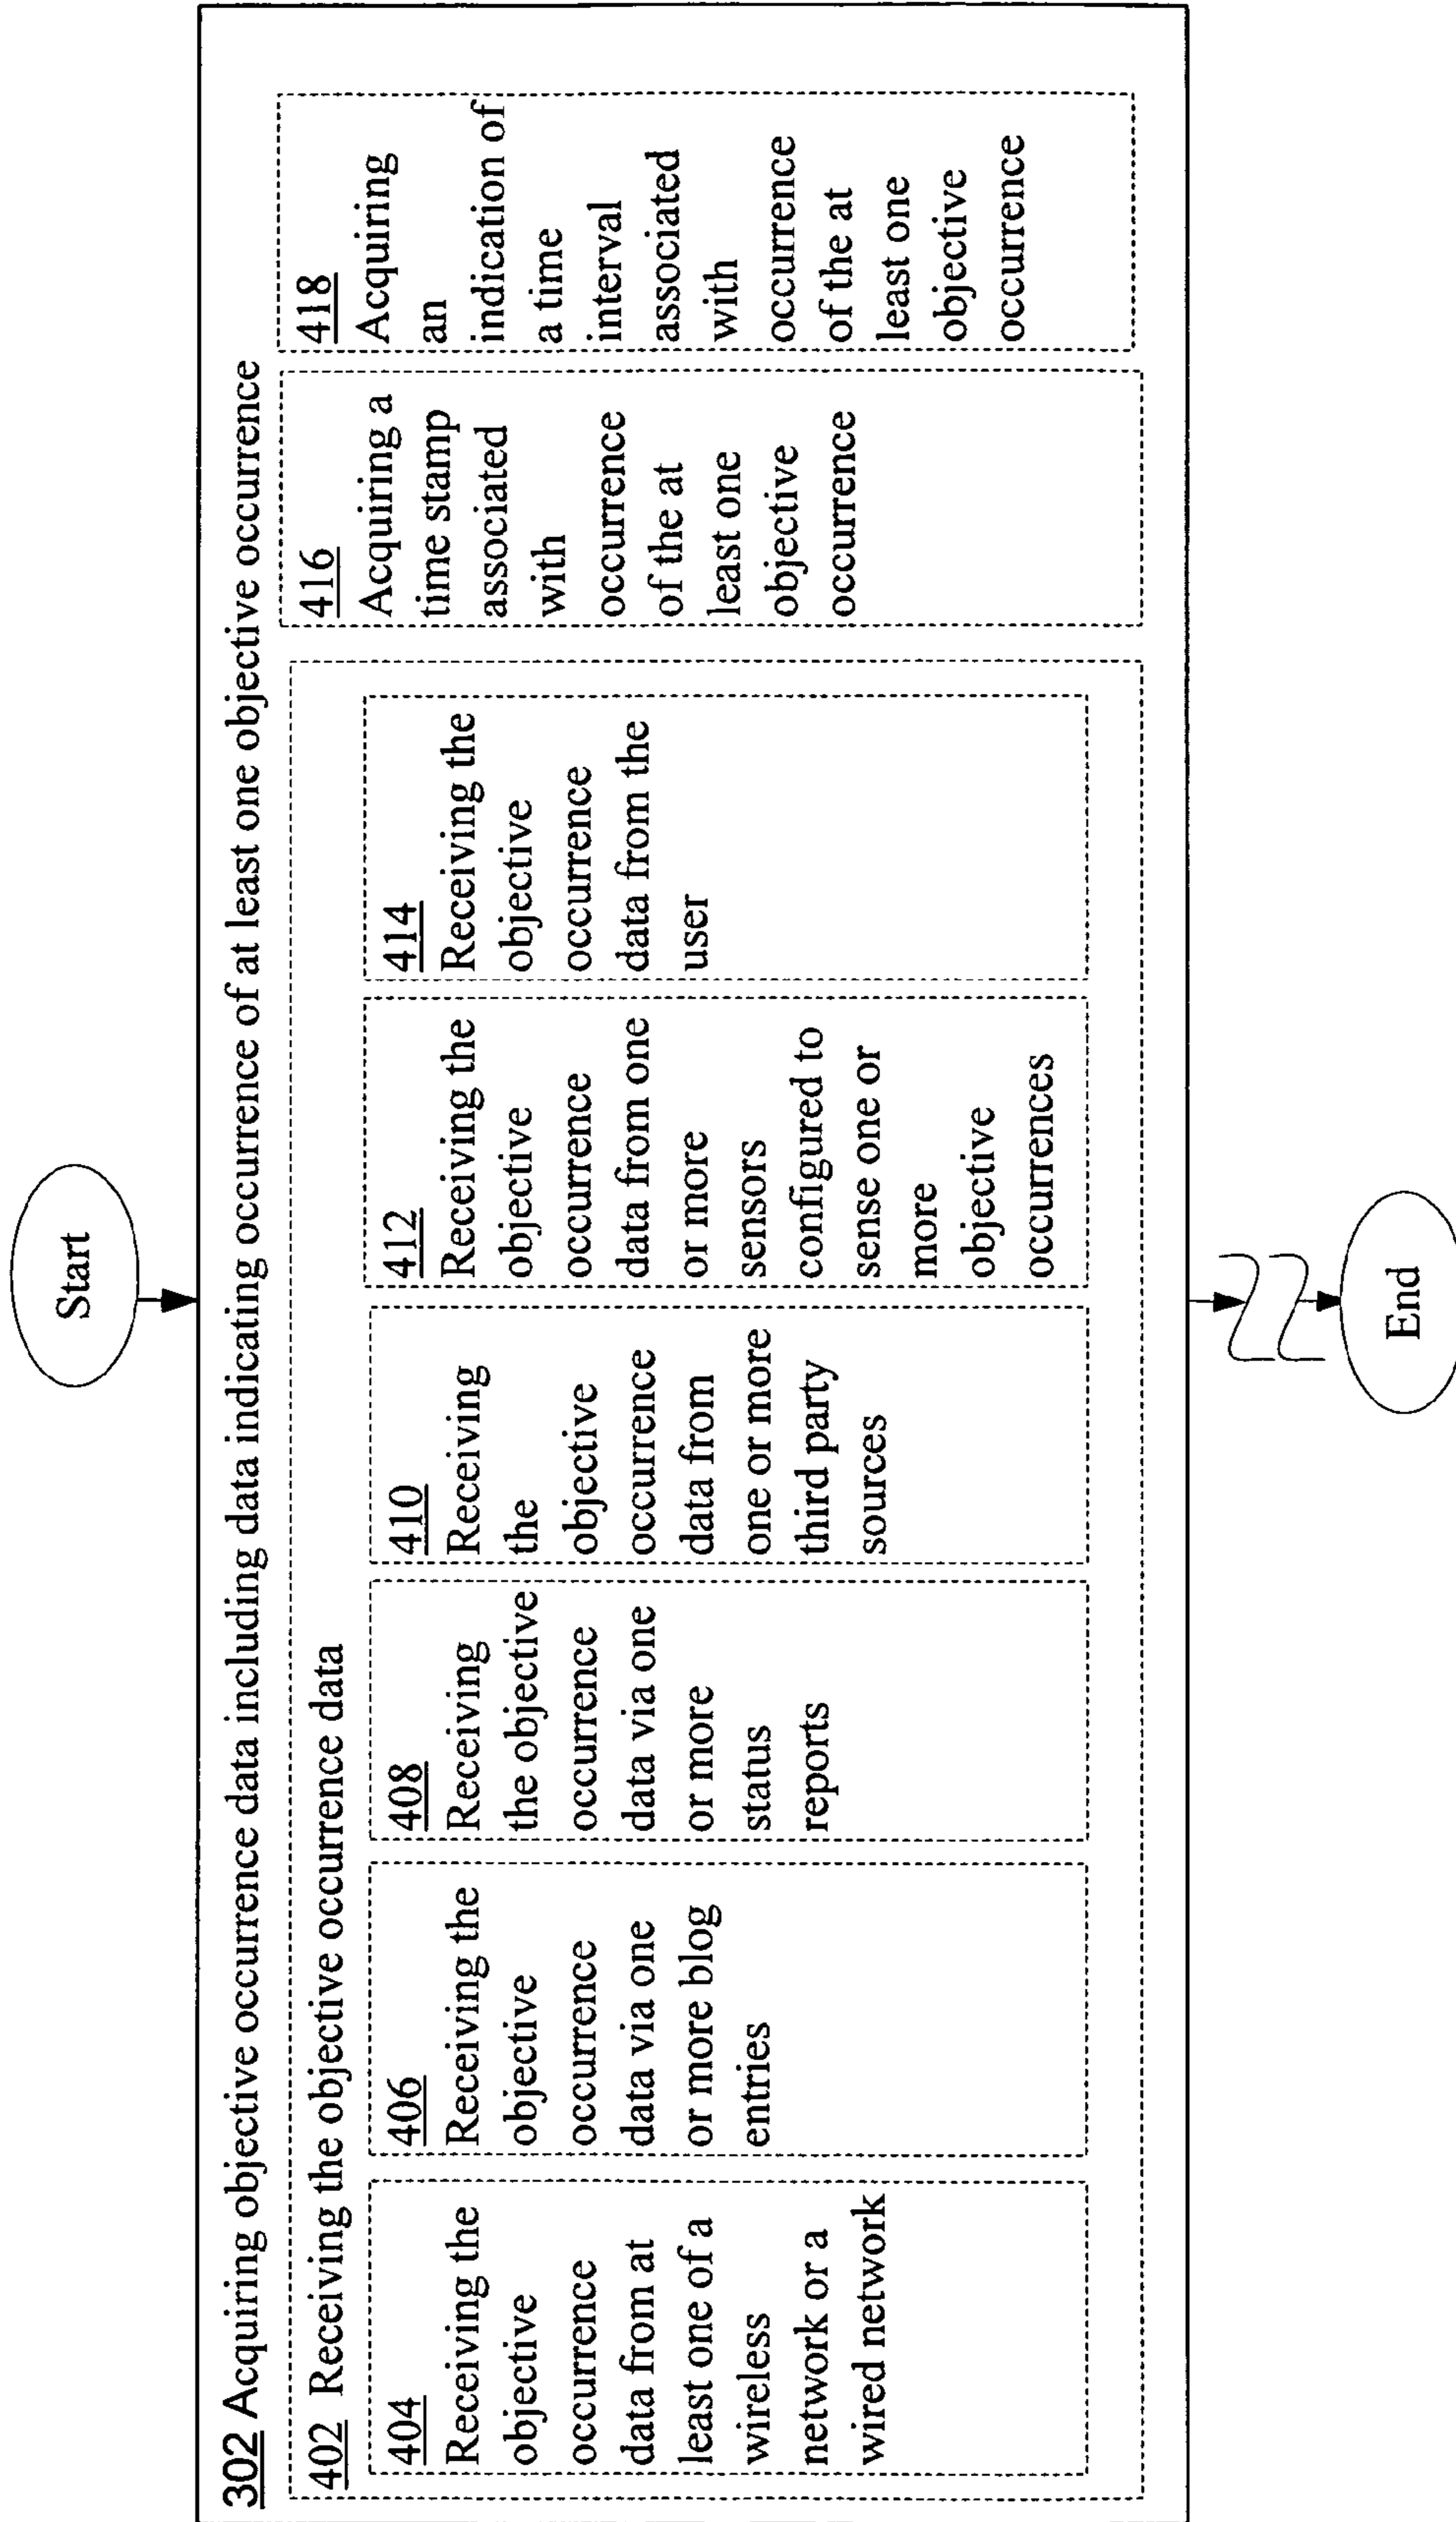 Start
302 Acquiring objective occurrence data including data indicating occurrence of at least one objective occurrence
402 Receiving the objective occurrence data
404
Receiving the
objective
occurrence
data from at
least one of a
wireless
network or a
wired network
406
Receiving the
objective
occurrence
data via one
or more blog
entries
408
Receiving
the objective
occurrence
data via one
or more
status
reports
410
Receiving
the
objective
occurrence
data from
one or more
third party
sources
412
Receiving the
objective
occurrence
data from one
or more
sensors
configured to
sense one or
more
objective
occurrences
414
Receiving the
objective
occurrence
data from the
user
416
Acquiring a
time stamp
associated
with
occurrence
of the at
least one
objective
occurrence
418
Acquiring
an
indication of
a time
interval
associated
with
occurrence
of the at
least one
objective
occurrence
End